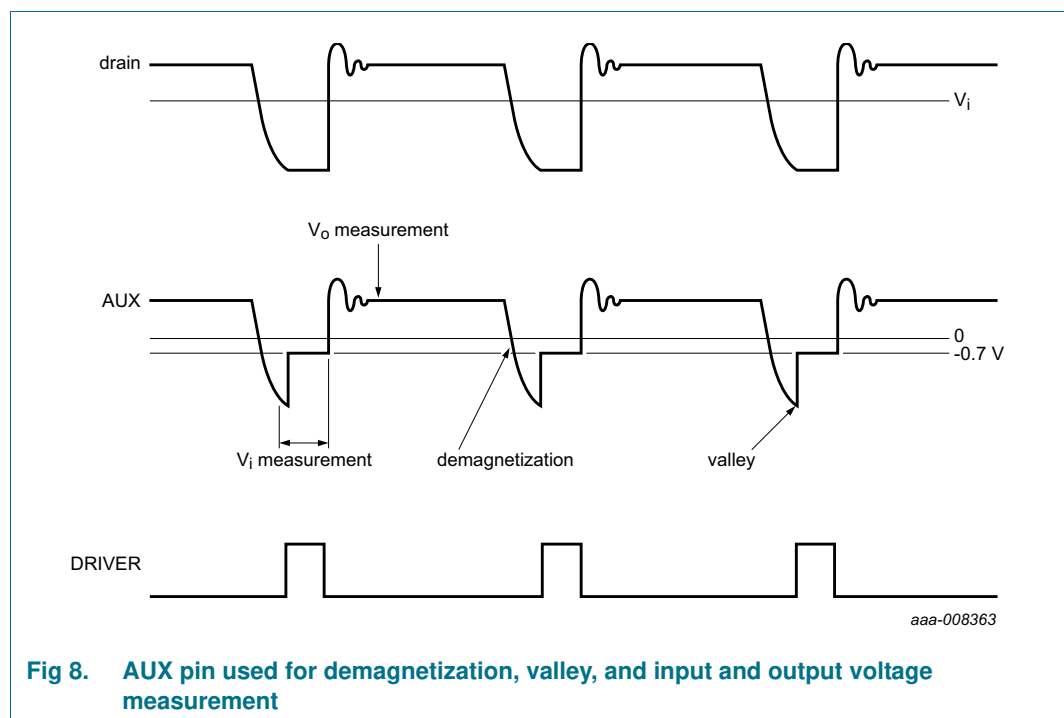 drain
Vi
Vo measurement
AUX
0
-0.7 V
Vi measurement
demagnetization
valley
DRIVER
aaa-008363
Fig 8. AUX pin used for demagnetization, valley, and input and output voltage
measurement